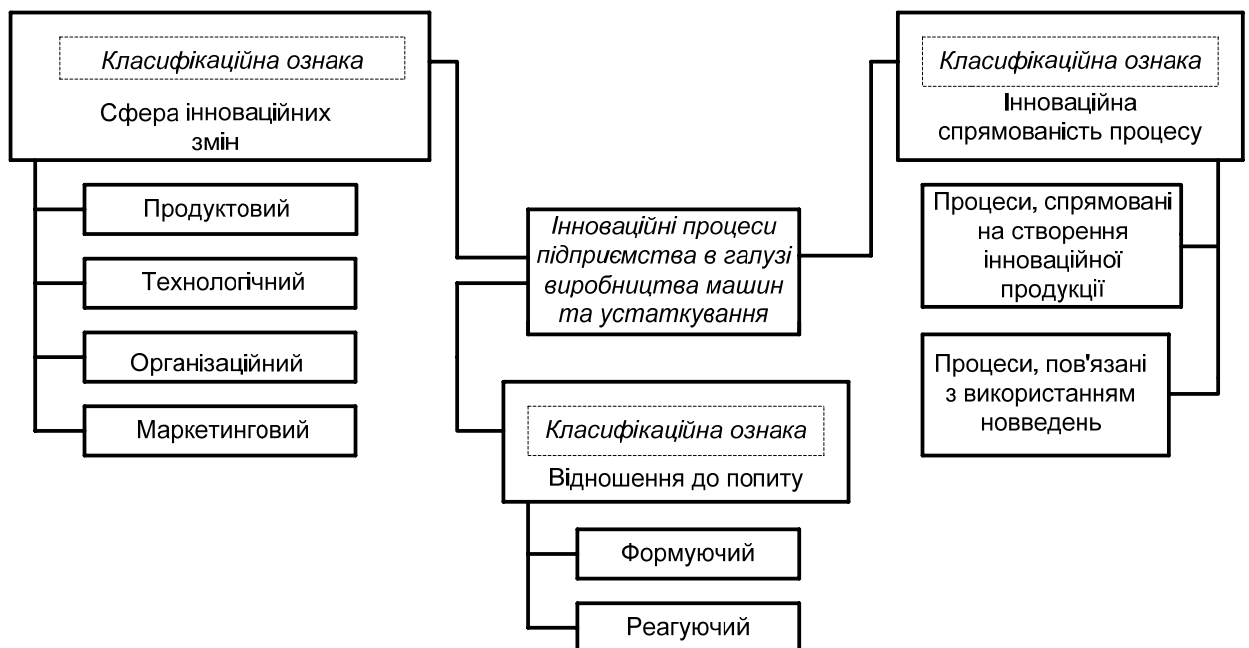 Класифікаційна ознака
Сфера інноваційних
змін
Продуктовий
Технологічний
Організаційний
Маркетинговий
Інноваційні процеси
підприємства в галузі
виробництва машин
та устаткування
Класифікаційна ознака
Відношення до попиту
Формуючий
Реагуючий
Класифікаційна ознака
Інноваційна
спрямованість процесу
Процеси, спрямовані
на створення
інноваційної
продукції
Процеси, пов'язані
з використанням
новведень